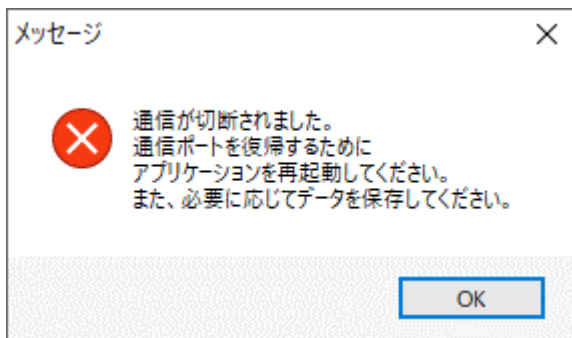 メッセージ
通信が切断されました。
通信ポートを復帰するために
アプリケーションを再起動してください。
また、必要に応じてデータを保存してください。
OK